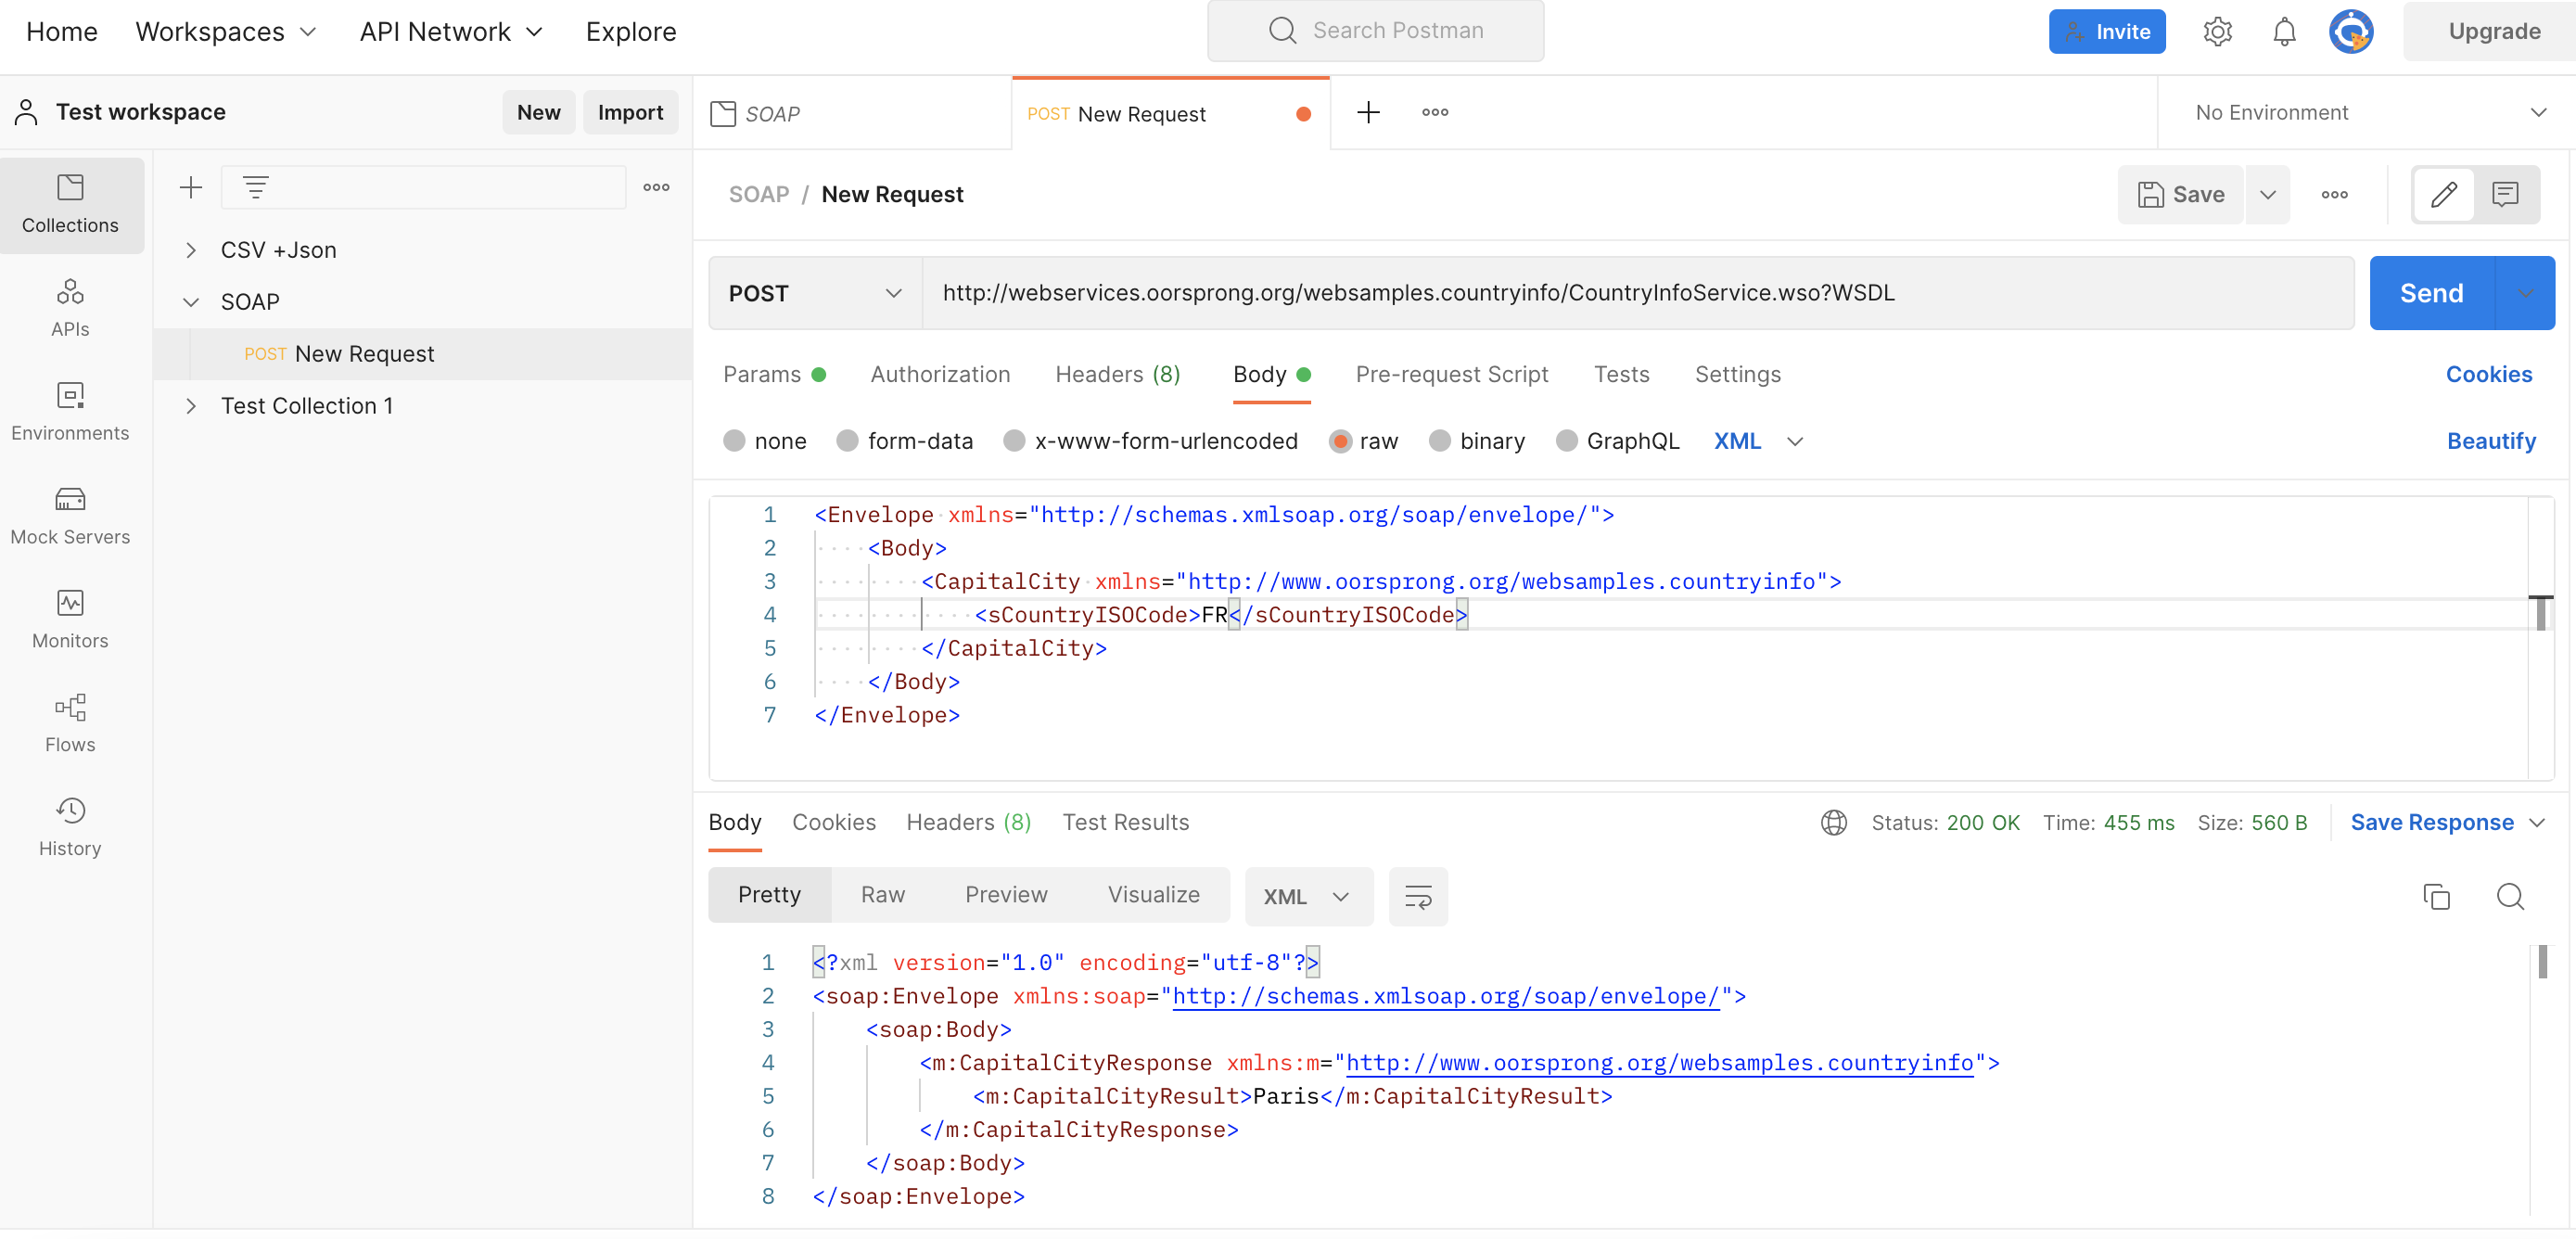 Home Workspaces API Network Explore Search Postman Invite Upgrade
Test workspace New Import SOAP POST New Request No Environment
Collections
APIs
Environments
Mock Servers
Monitors
Flows
History
CSV +Json
SOAP
POST New Request
Test Collection 1
SOAP / New Request Save
POST http://webservices.oorsprong.org/websamples.countryinfo/CountryInfoService.wso?WSDL Send
Params Authorization Headers (8) Body Pre-request Script Tests Settings Cookies
none form-data x-www-form-urlencoded raw binary GraphQL XML Beautify
1 <Envelope xmlns="http://schemas.xmlsoap.org/soap/envelope/">
2 <Body>
3 <CapitalCity xmlns="http://www.oorsprong.org/websamples.countryinfo">
4 <sCountryISOCode>FR</sCountryISOCode>
5 </CapitalCity>
6 </Body>
7 </Envelope>
Body Cookies Headers (8) Test Results Status: 200 OK Time: 455 ms Size: 560 B Save Response
Pretty Raw Preview Visualize XML
1 <?xml version="1.0" encoding="utf-8"?>
2 <soap:Envelope xmlns:soap="http://schemas.xmlsoap.org/soap/envelope/">
3 <soap:Body>
4 <m:CapitalCityResponse xmlns:m="http://www.oorsprong.org/websamples.countryinfo">
5 <m:CapitalCityResult>Paris</m:CapitalCityResult>
6 </m:CapitalCityResponse>
7 </soap:Body>
8 </soap:Envelope>